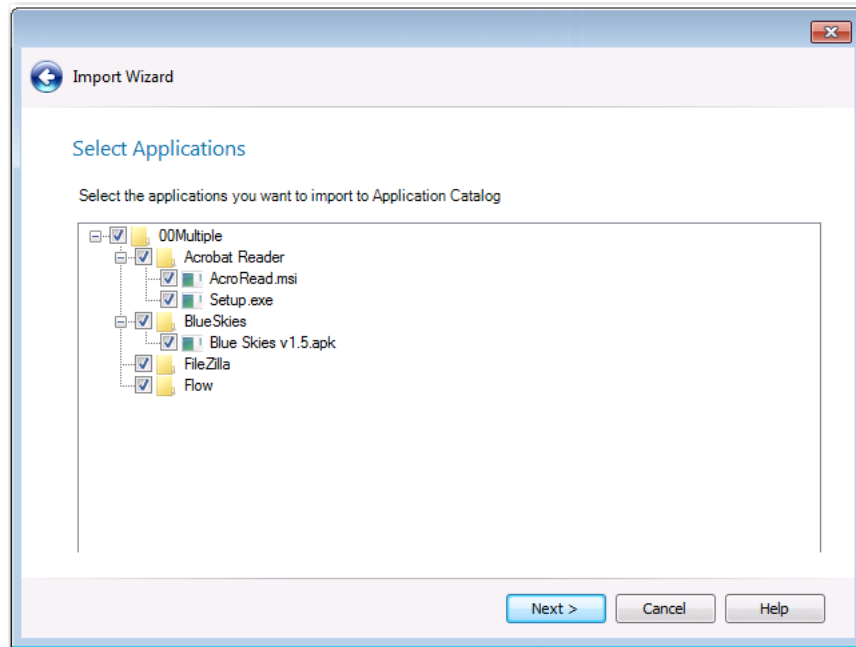 Import Wizard
Select Applications
Select the applications you want to import to Application Catalog
00Multiple
Acrobat Reader
AcroRead.msi
Setup.exe
BlueSkies
Blue Skies v1.5.apk
FileZilla
Flow
Next > Cancel Help